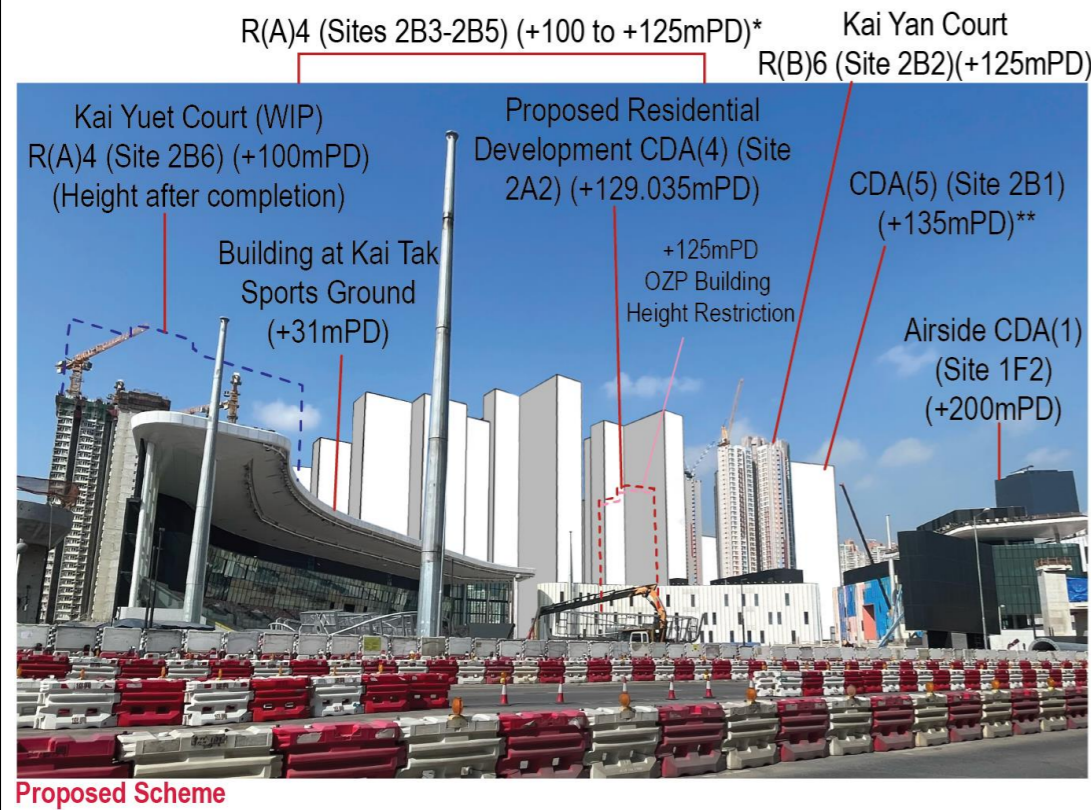 R(A)4 (Sites 2B3-2B5) (+100 to +125mPD)*
Kai Yan Court
R(B)6 (Site 2B2)(+125mPD)
Kai Yuet Court (WIP)
R(A)4 (Site 2B6) (+100mPD)
(Height after completion)
Proposed Residential
Development CDA(4) (Site
2A2) (+129.035mPD)
CDA(5) (Site 2B1)
(+135mPD)**
Building at Kai Tak
Sports Ground
(+31mPD)
+125mPD
OZP Building
Height Restriction
Airside CDA(1)
(Site 1F2)
(+200mPD)
Proposed Scheme